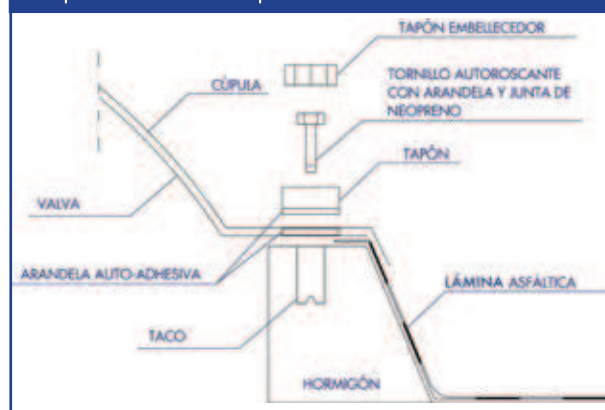 TAPÓN EMBELLECEDOR
CÚPULA
TORNILLO AUTOROSCANTE
CON ARANDELA Y JUNTA DE
NEOPRENO
TAPÓN
VALVA
ARANDELA AUTO-ADHESIVA
LÁMINA ASFÁLTICA
TACO
HORMIGÓN